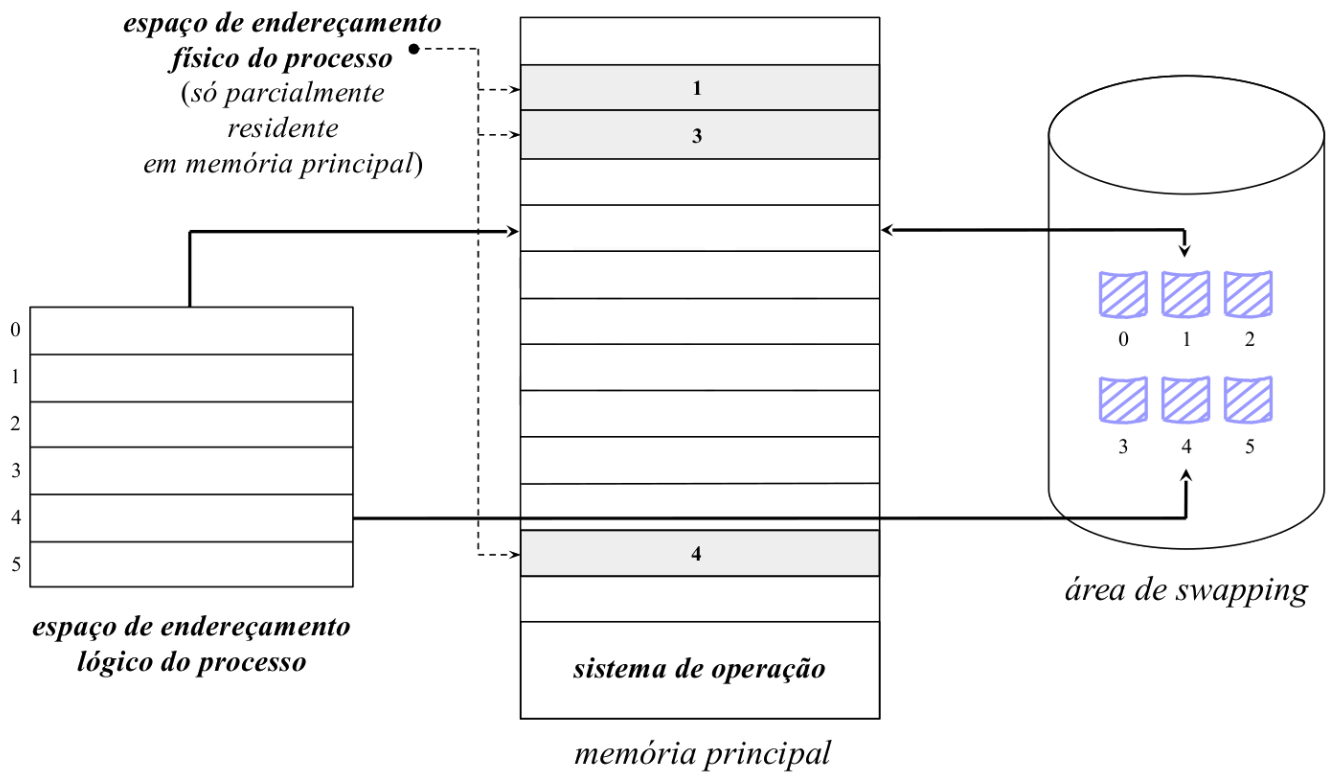 espaço de endereçamento
físico do processo
(só parcialmente
residente
em memória principal)
1
3
4
sistema de operação
memória principal
0
1
2
3
4
5
espaço de endereçamento
lógico do processo
0 1 2
3 4 5
área de swapping